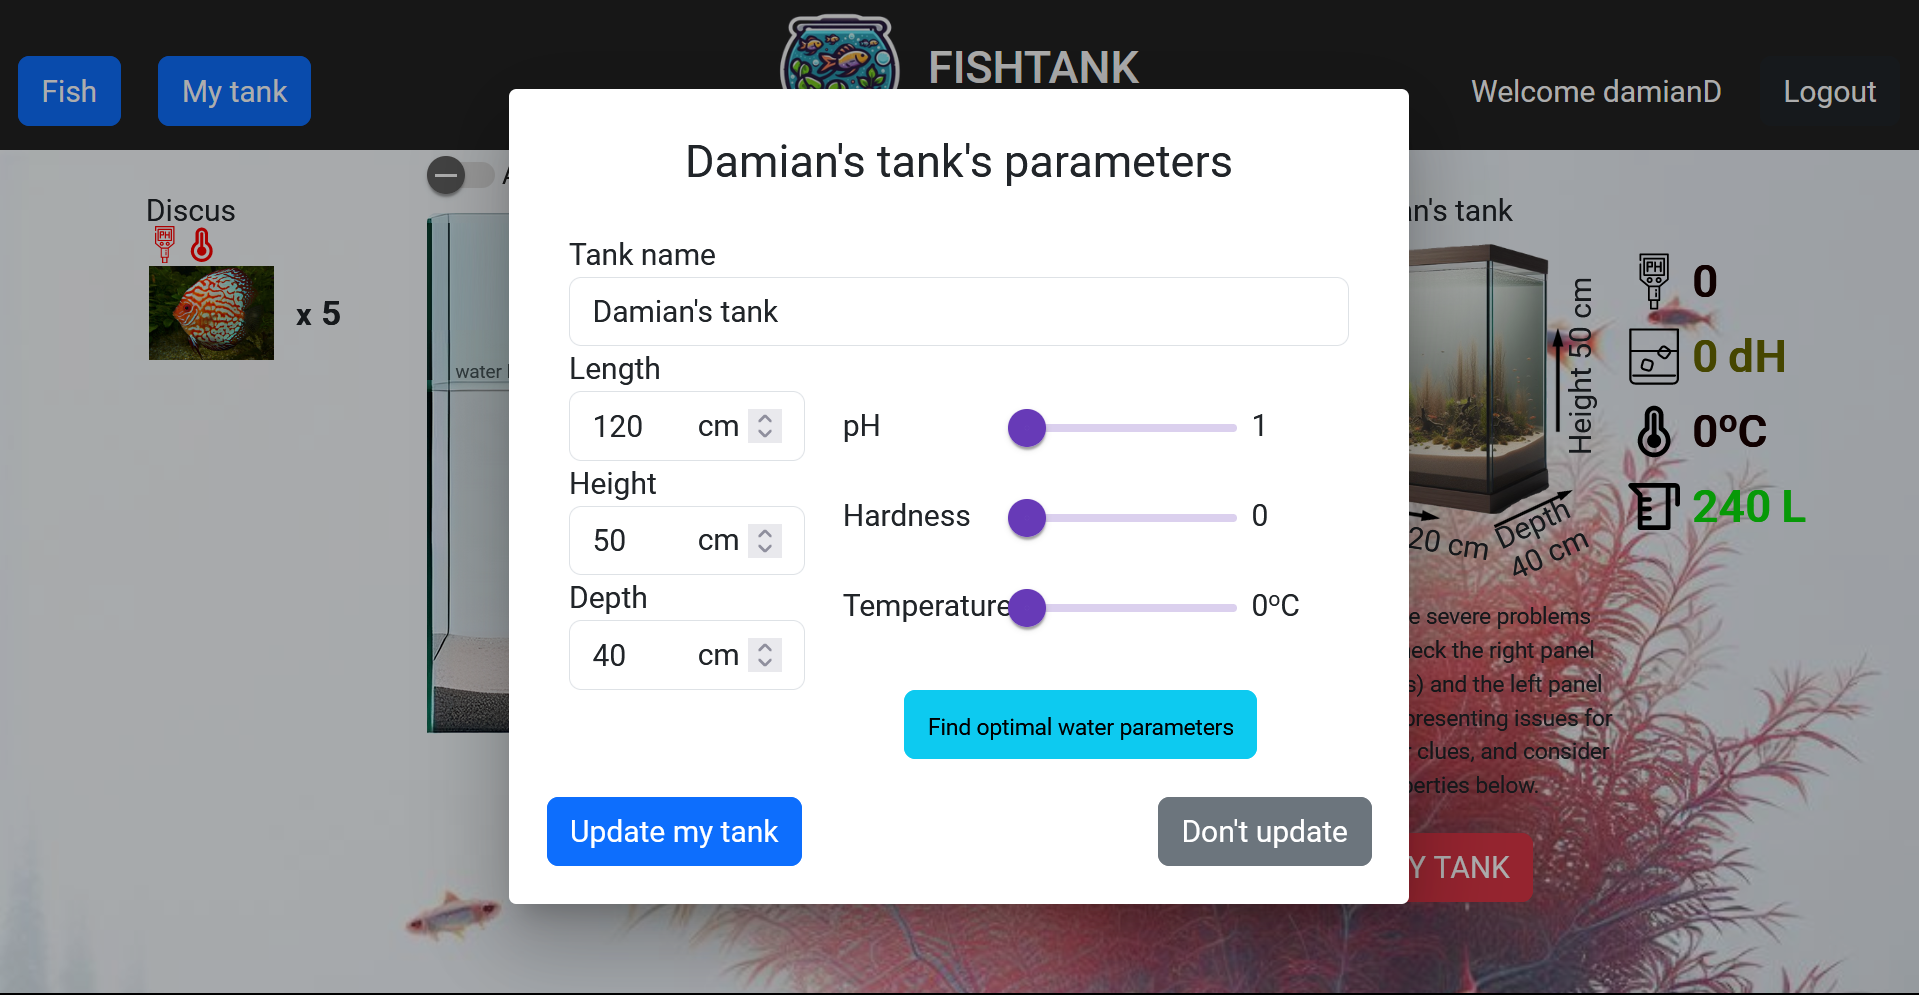 Fish
My tank
FISHTANK
Welcome damianD
Logout
Discus
PH
x 5
water
Damian's tank's parameters
Tank name
Damian's tank
Length
120 cm
Height
50 cm
Depth
40 cm
pH 1
Hardness 0
Temperature 0ºC
Find optimal water parameters
Update my tank
Don't update
n's tank
Height 50 cm
20 cm
Depth
40 cm
PH
0
0 dH
0ºC
240 L
e severe problems
eck the right panel
s) and the left panel
presenting issues for
clues, and consider
perties below.
Y TANK